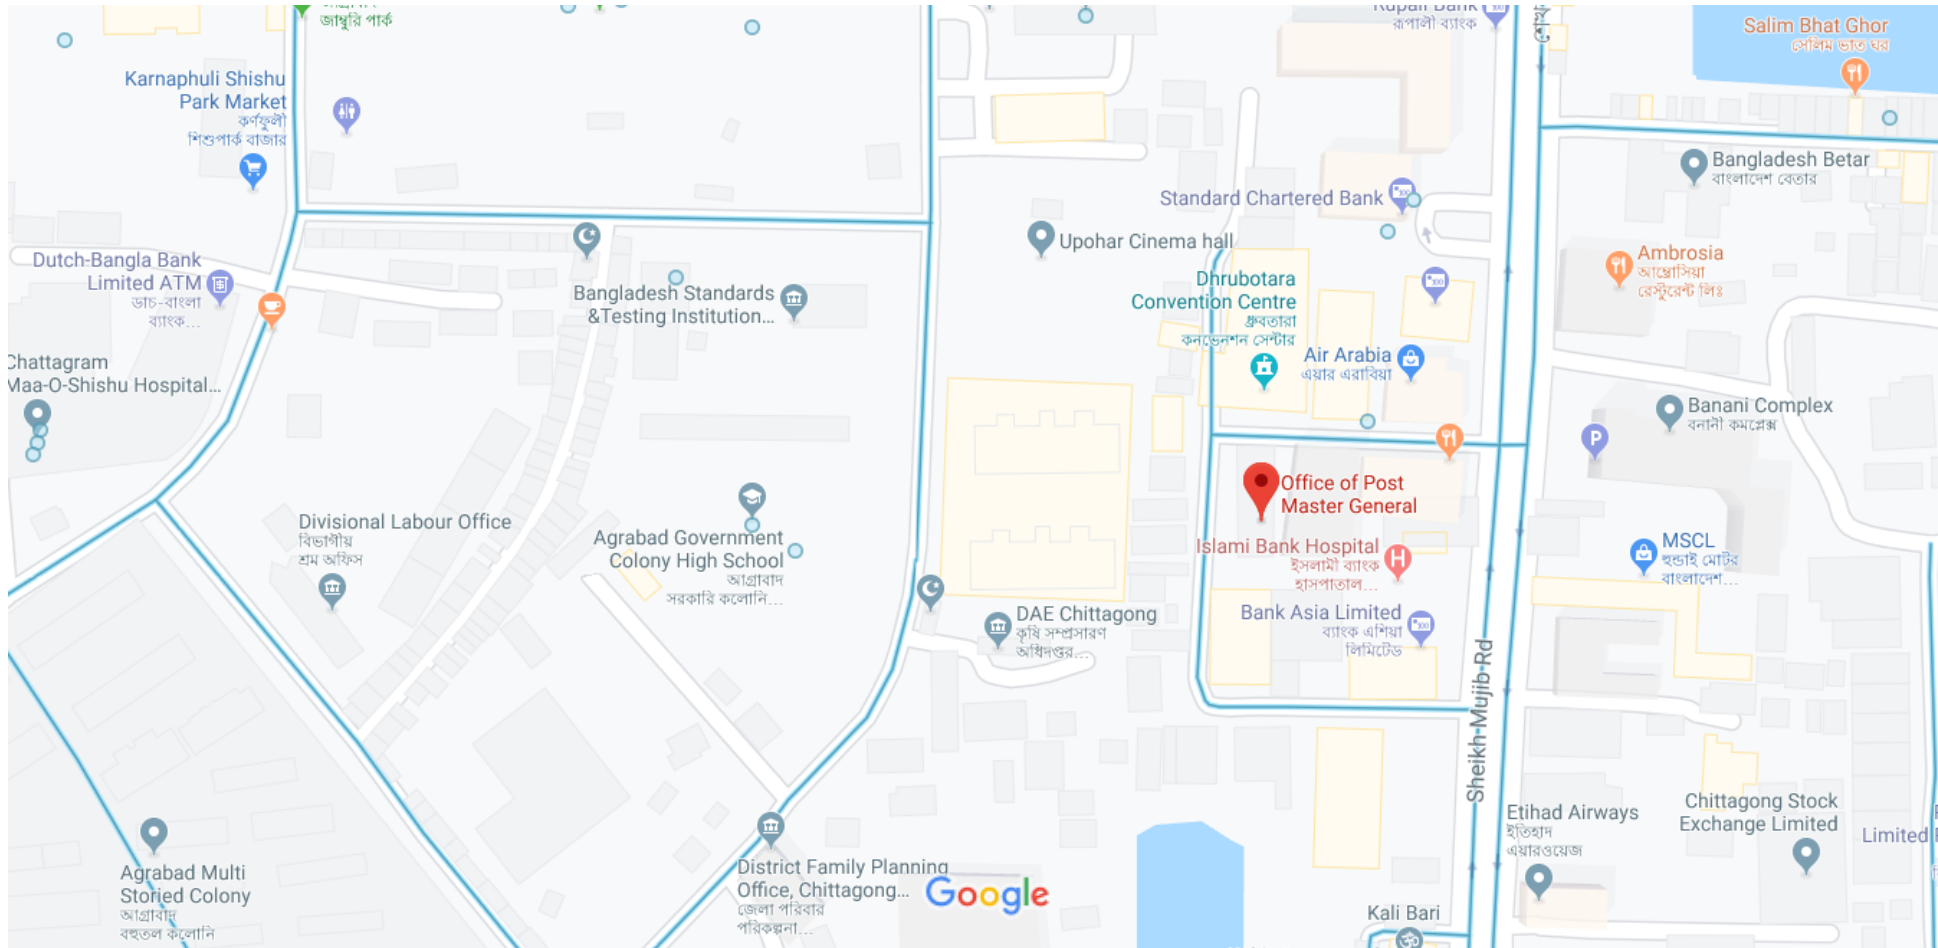 জাম্বুরি পার্ক
Rupali Bank
রূপালী ব্যাংক
Salim Bhat Ghor
সেলিম ভাত ঘর
Karnaphuli Shishu
Park Market
কর্ণফুলী
শিশুপার্ক বাজার
Bangladesh Betar
বাংলাদেশ বেতার
Standard Chartered Bank
Upohar Cinema hall
Dutch-Bangla Bank
Limited ATM
ডাচ-বাংলা
ব্যাংক...
Ambrosia
আম্ব্রোসিয়া
রেস্টুরেন্ট লিঃ
Bangladesh Standards
&Testing Institution...
Dhrubotara
Convention Centre
ধ্রুবতারা
কনভেনশন সেন্টার
Air Arabia
এয়ার এরাবিয়া
Chattagram
Maa-O-Shishu Hospital...
Banani Complex
বনানী কমপ্লেক্স
P
Office of Post
Master General
Divisional Labour Office
বিভাগীয়
শ্রম অফিস
Agrabad Government
Colony High School
আগ্রাবাদ
সরকারি কলোনি...
Islami Bank Hospital
ইসলামী ব্যাংক
হাসপাতাল...
H
MSCL
হুন্ডাই মোটর
বাংলাদেশ...
DAE Chittagong
কৃষি সম্প্রসারণ
অধিদপ্তর...
Bank Asia Limited
ব্যাংক এশিয়া
লিমিটেড
Sheikh Mujib Rd
Etihad Airways
ইতিহাদ
এয়ারওয়েজ
Chittagong Stock
Exchange Limited
Limited
Agrabad Multi
Storied Colony
আগ্রাবাদ
বহুতল কলোনি
District Family Planning
Office, Chittagong...
জেলা পরিবার
পরিকল্পনা...
Google
Kali Bari